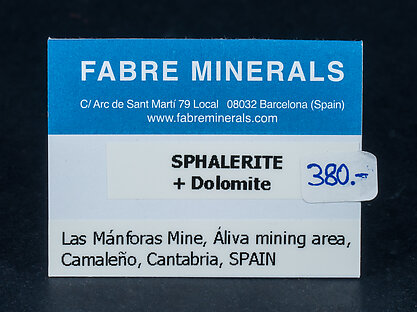 FABRE MINERALS
C/ Arc de Sant Martí 79 Local 08032 Barcelona (Spain)
www.fabreminerals.com
SPHALERITE
+ Dolomite
380.-
Las Mánforas Mine, Áliva mining area,
Camaleño, Cantabria, SPAIN